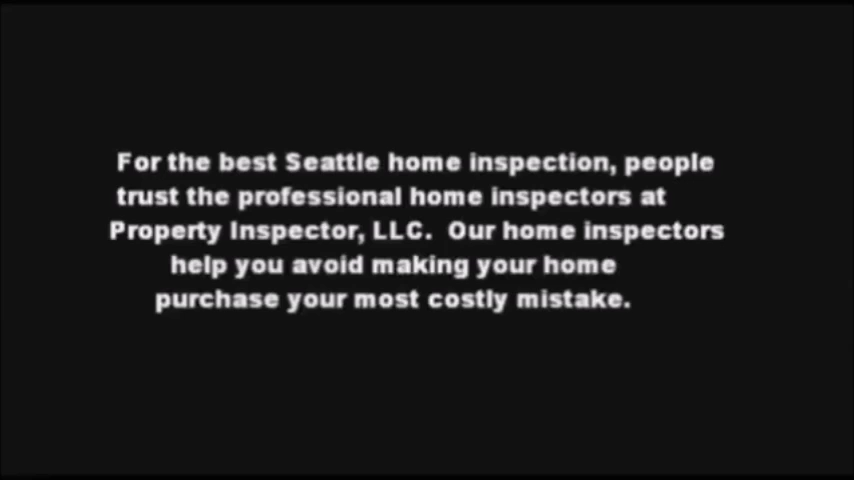 For the best Seattle home inspection, people
trust the professional home inspectors at
Property Inspector, LLC.  Our home inspectors
help you avoid making your home
purchase your most costly mistake.